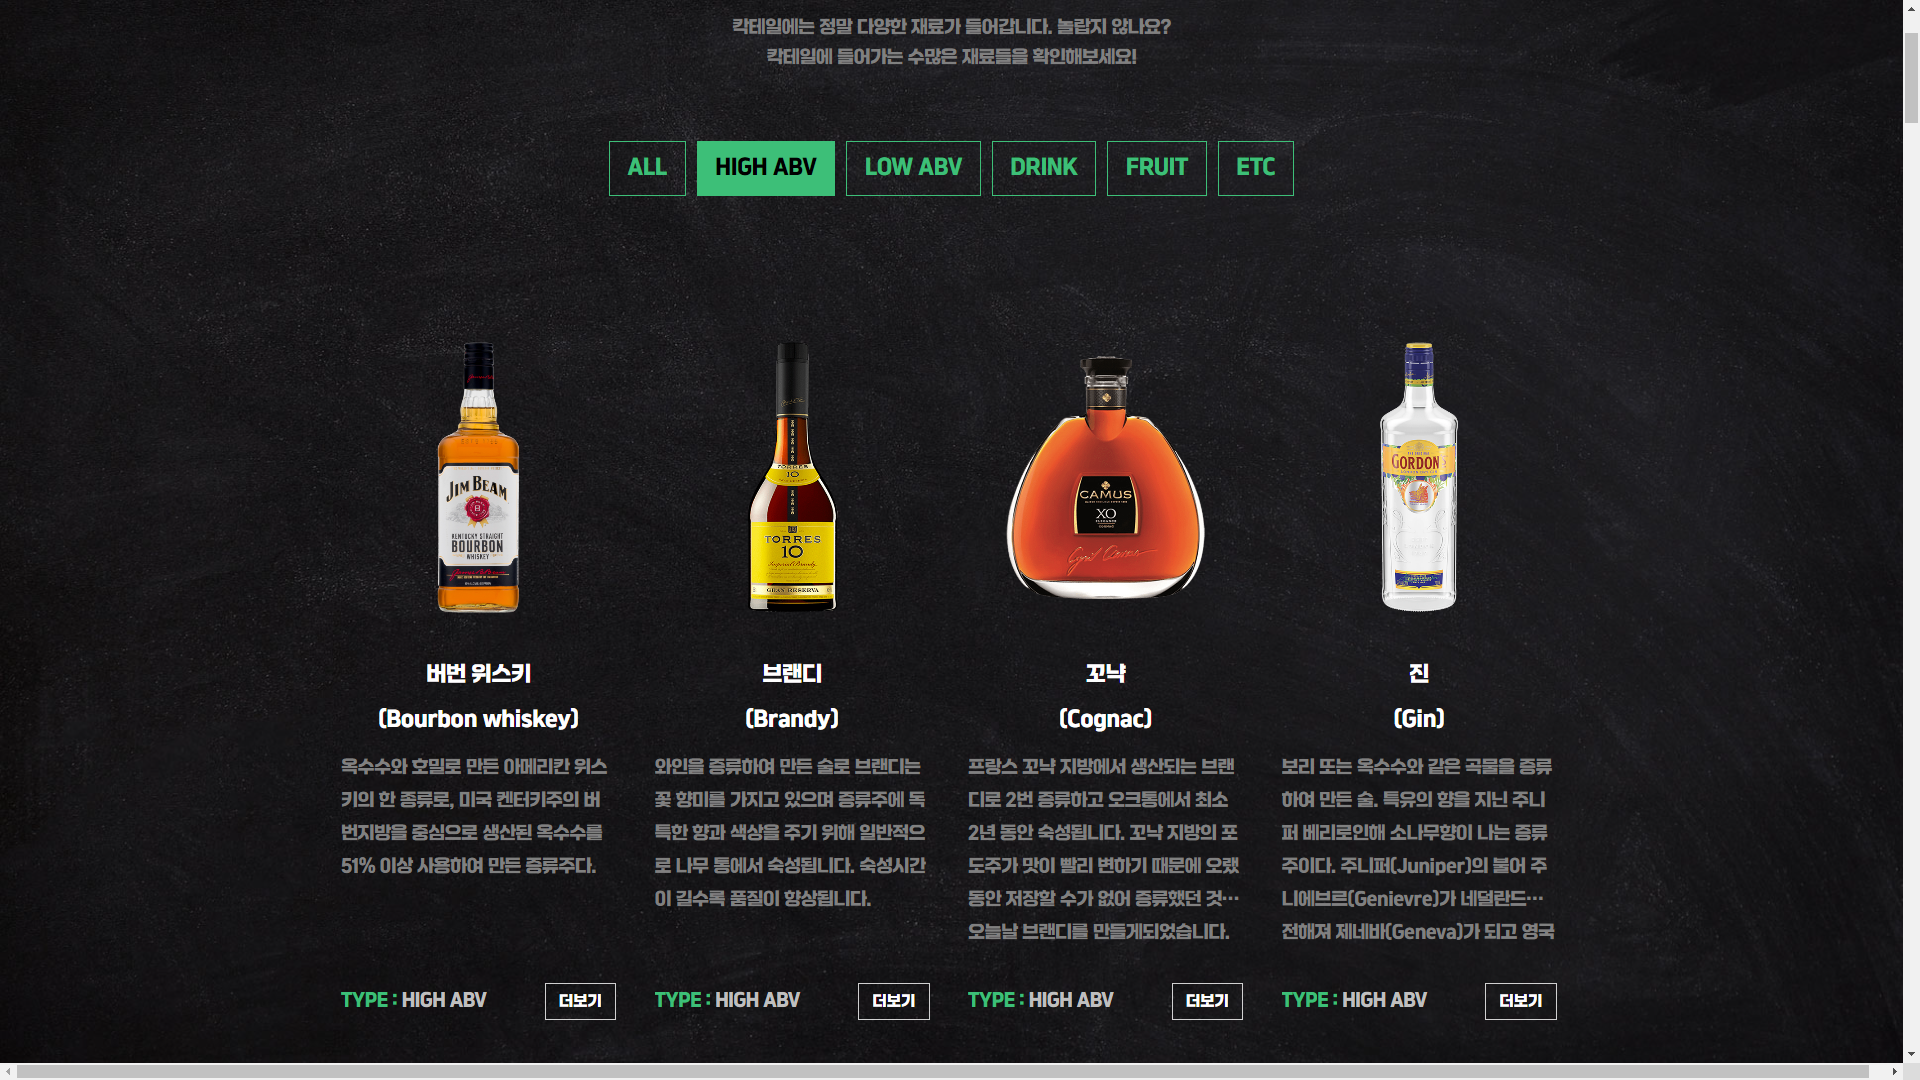 칵테일에는 정말 다양한 재료가 들어갑니다. 놀랍지 않나요?
칵테일에 들어가는 수많은 재료들을 확인해보세요!
ALL
HIGH ABV
LOW ABV
DRINK
FRUIT
ETC
JIM BEAM
KENTUCKY STRAIGHT
BOURBON
WHISKEY
TORRES
10
TORRES
10
Imperial Brandy
GRAN RESERVA
CAMUS
XO
COGNAC
GORDON'S
버번 위스키
(Bourbon whiskey)
옥수수와 호밀로 만든 아메리칸 위스
키의 한 종류로, 미국 켄터키주의 버
번지방을 중심으로 생산된 옥수수를
51% 이상 사용하여 만든 증류주다.
TYPE : HIGH ABV
더보기
브랜디
(Brandy)
와인을 증류하여 만든 술로 브랜디는
꽃 향미를 가지고 있으며 증류주에 독
특한 향과 색상을 주기 위해 일반적으
로 나무 통에서 숙성됩니다. 숙성시간
이 길수록 품질이 향상됩니다.
TYPE : HIGH ABV
더보기
꼬냑
(Cognac)
프랑스 꼬냑 지방에서 생산되는 브랜
디로 2번 증류하고 오크통에서 최소
2년 동안 숙성됩니다. 꼬냑 지방의 포
도주가 맛이 빨리 변하기 때문에 오랬
동안 저장할 수가 없어 증류했던 것…
오늘날 브랜디를 만들게되었습니다.
TYPE : HIGH ABV
더보기
진
(Gin)
보리 또는 옥수수와 같은 곡물을 증류
하여 만든 술. 특유의 향을 지닌 주니
퍼 베리로인해 소나무향이 나는 증류
주이다. 주니퍼(Juniper)의 불어 주
니에브르(Genievre)가 네덜란드…
전해져 제네바(Geneva)가 되고 영국
TYPE : HIGH ABV
더보기